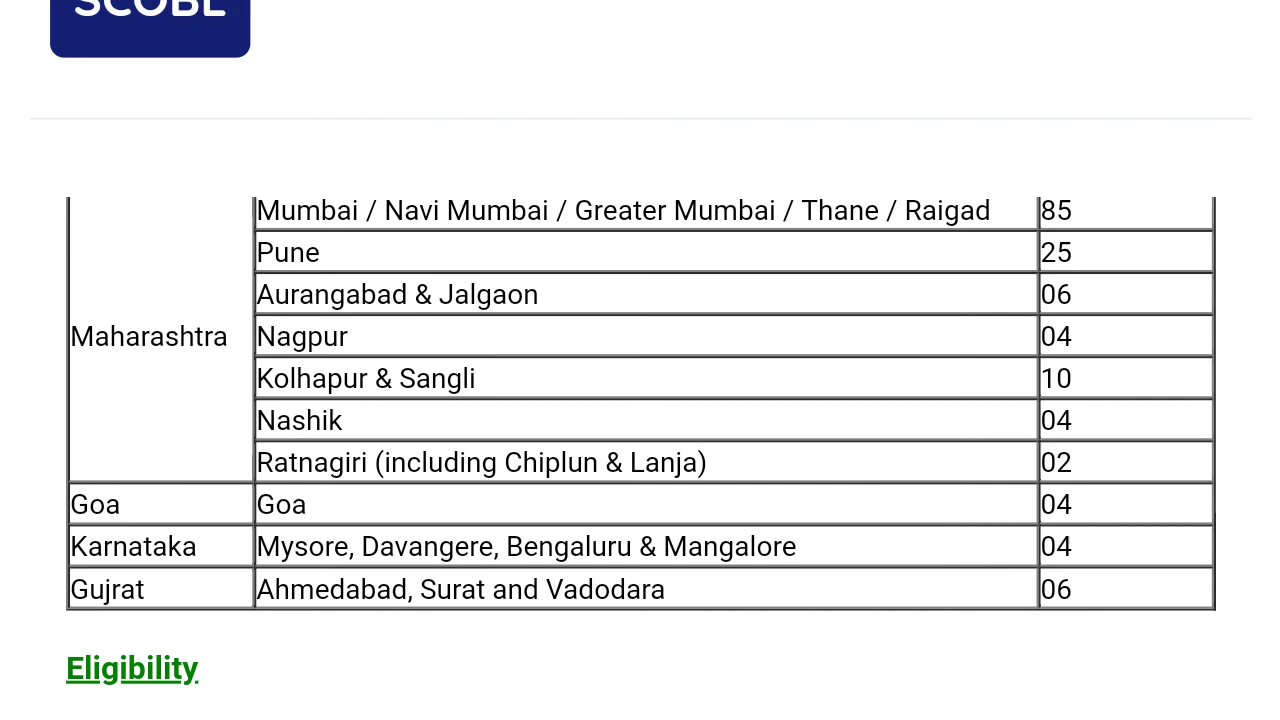 SCOBL
Mumbai / Navi Mumbai / Greater Mumbai / Thane / Raigad 85
Pune 25
Aurangabad & Jalgaon 06
Maharashtra Nagpur 04
Kolhapur & Sangli 10
Nashik 04
Ratnagiri (including Chiplun & Lanja) 02
Goa Goa 04
Karnataka Mysore, Davangere, Bengaluru & Mangalore 04
Gujrat Ahmedabad, Surat and Vadodara 06
Eligibility